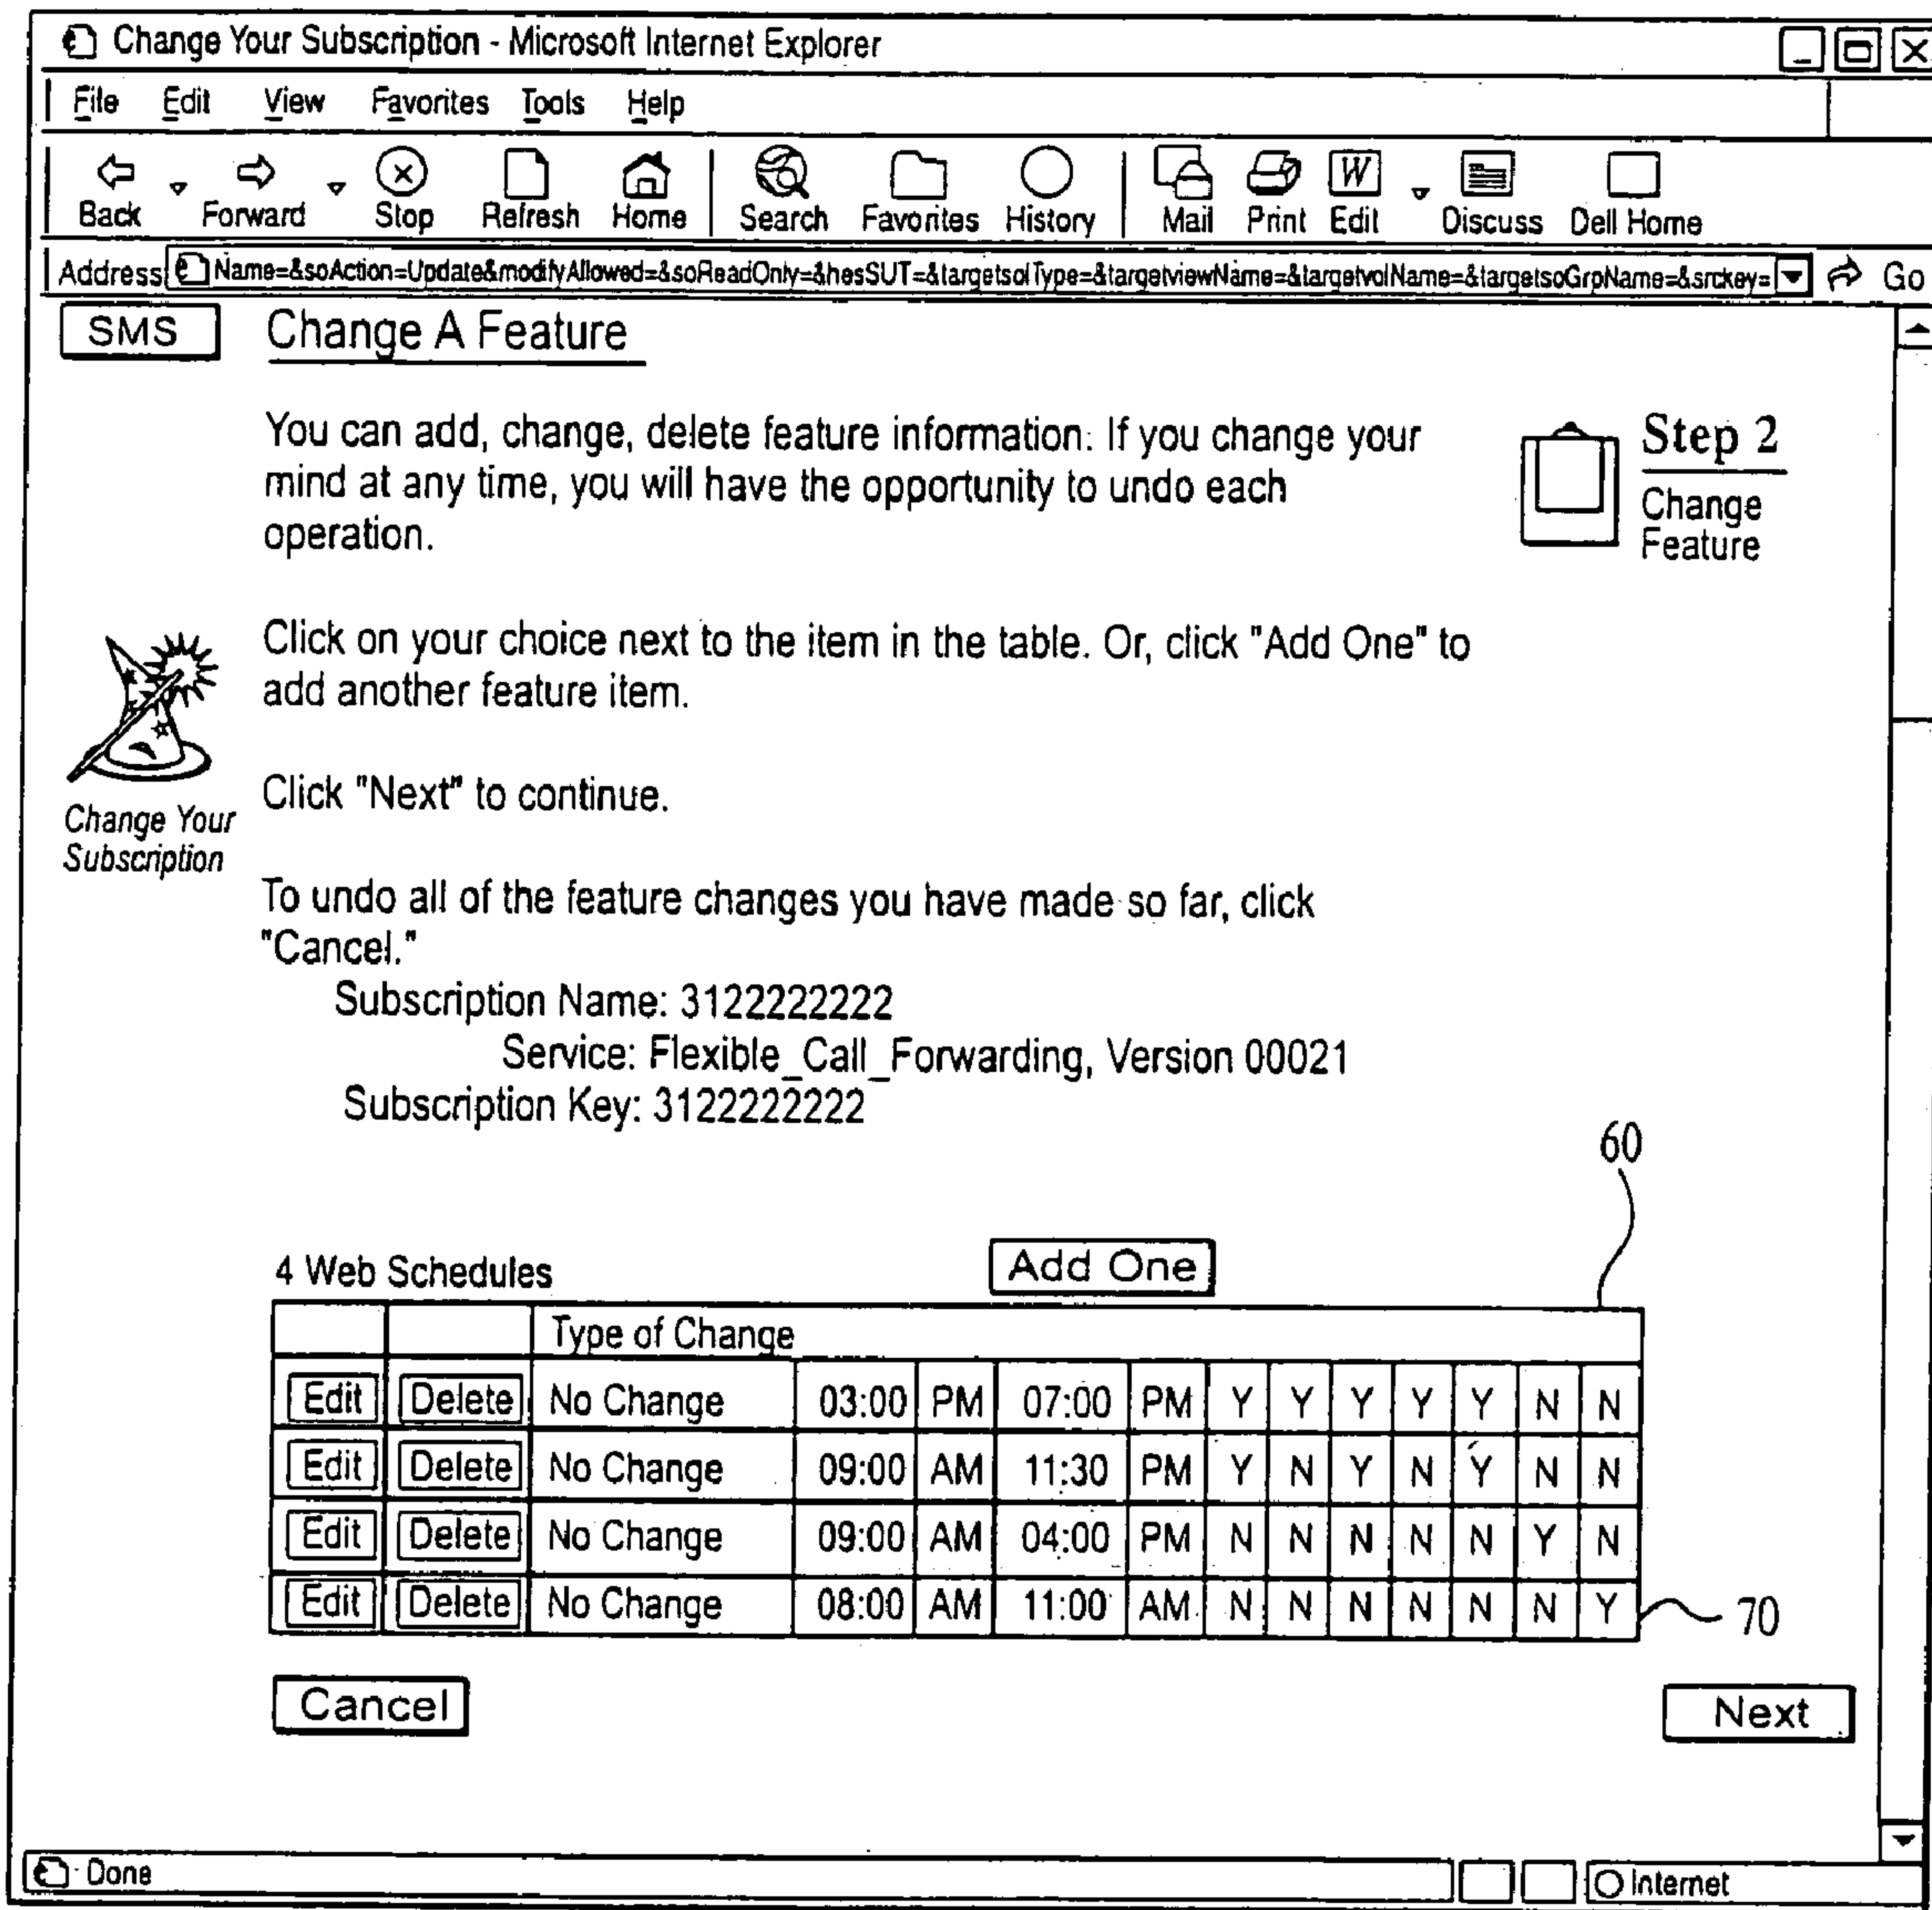 Change Your Subscription - Microsoft Internet Explorer
File Edit View Favorites Tools Help
Back Forward Stop Refresh Home Search Favorites History Mail Print Edit Discuss Dell Home
Address Name=&soAction=Update&modifyAllowed=&soReadOnly=&hesSUT=&targetsolType=&targetviewName=&targetvolName=&targetsoGrpName=&srckey= Go
SMS Change A Feature
You can add, change, delete feature information. If you change your
mind at any time, you will have the opportunity to undo each
operation.
Step 2
Change
Feature
Click on your choice next to the item in the table. Or, click "Add One" to
add another feature item.
Click "Next" to continue.
Change Your
Subscription
To undo all of the feature changes you have made so far, click
"Cancel."
Subscription Name: 3122222222
Service: Flexible_Call_Forwarding, Version 00021
Subscription Key: 3122222222
60
4 Web Schedules Add One
Type of Change
Edit Delete No Change 03:00 PM 07:00 PM Y Y Y Y Y N N
Edit Delete No Change 09:00 AM 11:30 PM Y N Y N Y N N
Edit Delete No Change 09:00 AM 04:00 PM N N N N N Y N
Edit Delete No Change 08:00 AM 11:00 AM N N N N N N Y
70
Cancel Next
Done Internet